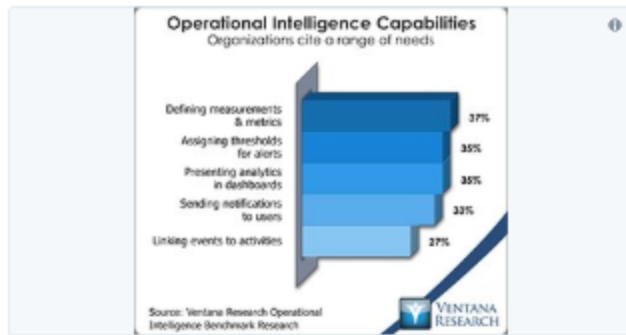 Operational Intelligence Capabilities
Organizations cite a range of needs
Defining measurements
& metrics
37%
Assigning thresholds
for alerts
35%
Presenting analytics
in dashboards
35%
Sending notifications
to users
33%
Linking events to activities
27%
Source: Ventana Research Operational
Intelligence Benchmark Research
VENTANA
RESEARCH